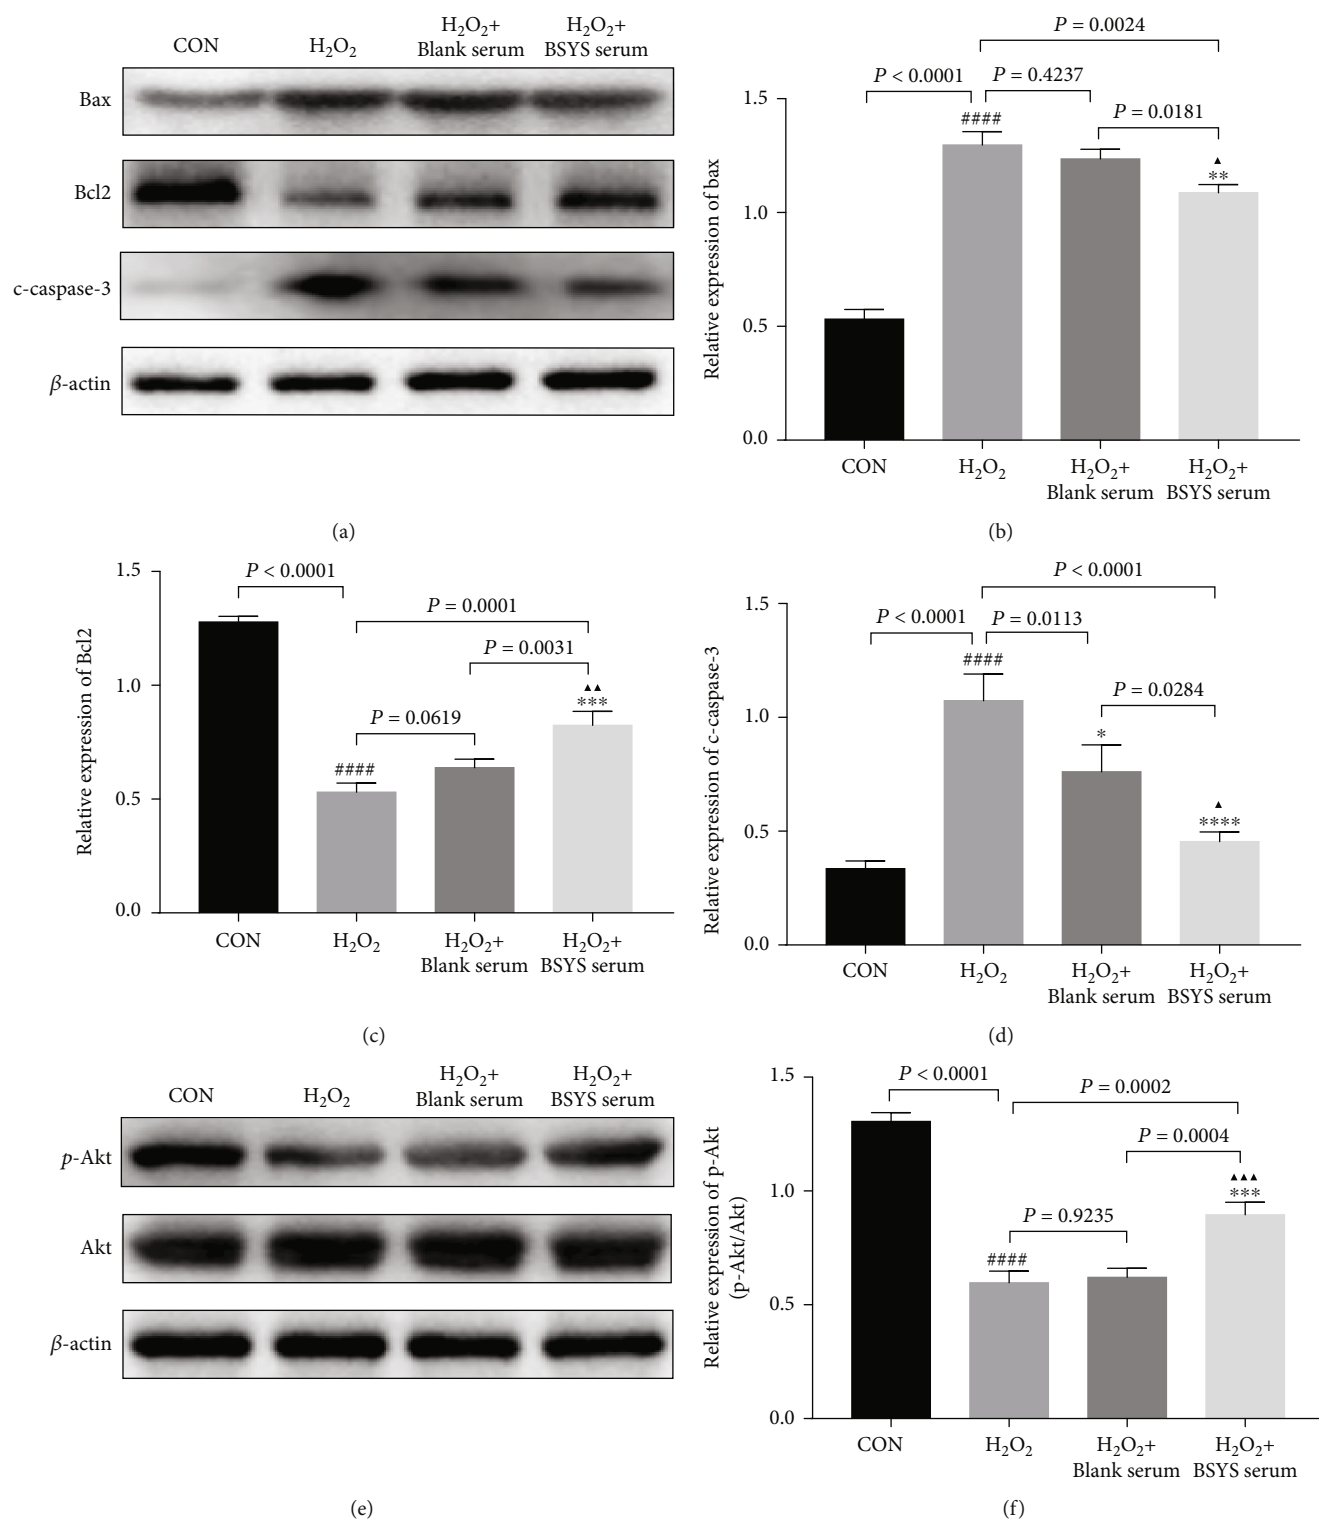 CON
H₂O₂
H₂O₂+
Blank serum
H₂O₂+
BSYS serum
Bax
Bcl2
c-caspase-3
β-actin
(a)
P = 0.0024
P < 0.0001
P = 0.4237
P = 0.0181
####
▲
**
Relative expression of bax
1.5
1.0
0.5
0.0
CON
H₂O₂
H₂O₂+
Blank serum
H₂O₂+
BSYS serum
(b)
P < 0.0001
P = 0.0001
P = 0.0031
P = 0.0619
####
▲▲
***
Relative expression of Bcl2
1.5
1.0
0.5
0.0
CON
H₂O₂
H₂O₂+
Blank serum
H₂O₂+
BSYS serum
(c)
P < 0.0001
P < 0.0001
P = 0.0113
P = 0.0284
####
*
▲
****
Relative expression of c-caspase-3
1.5
1.0
0.5
0.0
CON
H₂O₂
H₂O₂+
Blank serum
H₂O₂+
BSYS serum
(d)
CON
H₂O₂
H₂O₂+
Blank serum
H₂O₂+
BSYS serum
p-Akt
Akt
β-actin
(e)
P < 0.0001
P = 0.0002
P = 0.0004
P = 0.9235
####
▲▲▲
***
Relative expression of p-Akt
(p-Akt/Akt)
1.5
1.0
0.5
0.0
CON
H₂O₂
H₂O₂+
Blank serum
H₂O₂+
BSYS serum
(f)